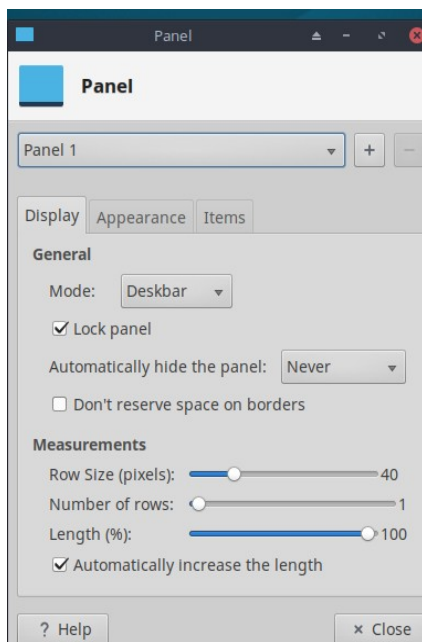 Panel
Panel
Panel 1
Display Appearance Items
General
Mode: Deskbar
Lock panel
Automatically hide the panel: Never
Don't reserve space on borders
Measurements
Row Size (pixels): 40
Number of rows: 1
Length (%): 100
Automatically increase the length
? Help × Close